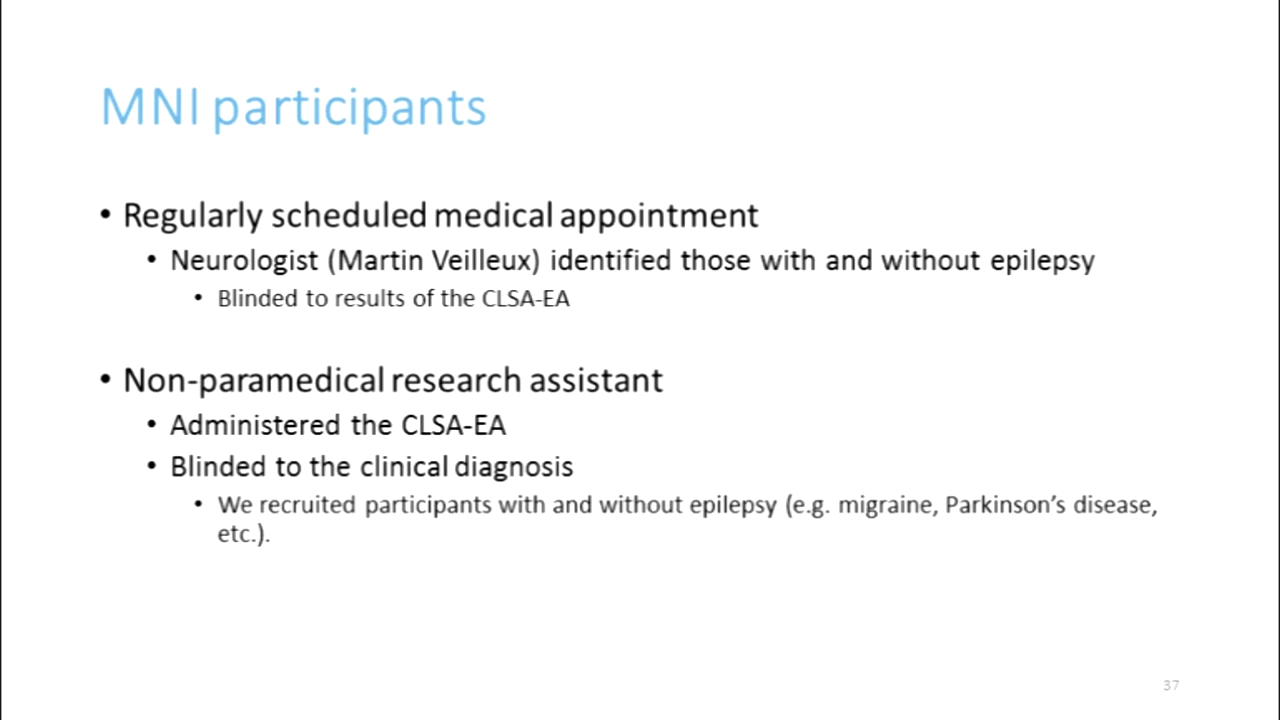 MNI participants
• Regularly scheduled medical appointment
• Neurologist (Martin Veilleux) identified those with and without epilepsy
• Blinded to results of the CLSA-EA
• Non-paramedical research assistant
• Administered the CLSA-EA
• Blinded to the clinical diagnosis
• We recruited participants with and without epilepsy (e.g. migraine, Parkinson's disease,
etc.).
37